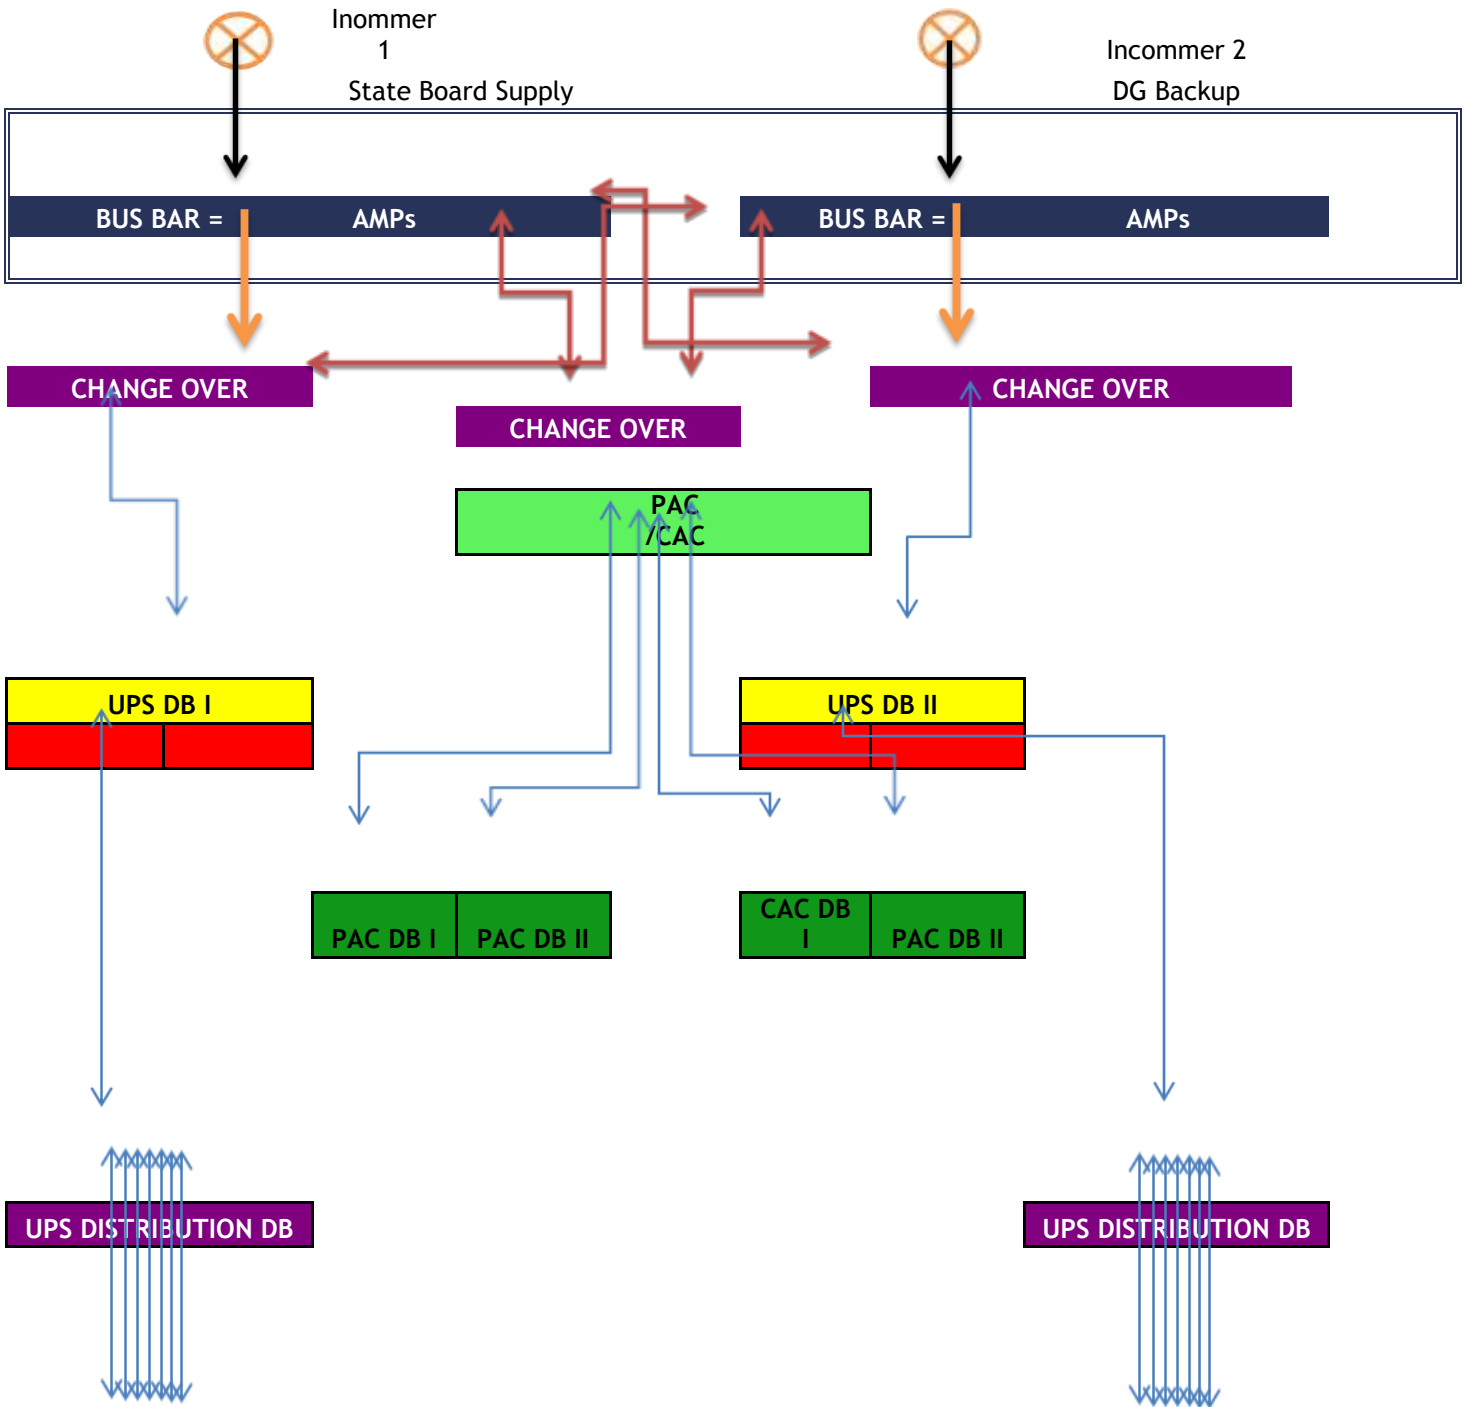 Inommer
1
Incommer 2
State Board Supply
DG Backup
BUS BAR = AMPs
BUS BAR = AMPs
CHANGE OVER
CHANGE OVER
CHANGE OVER
PAC
/CAC
UPS DB I
UPS DB II
PAC DB I
PAC DB II
CAC DB
I
PAC DB II
UPS DISTRIBUTION DB
UPS DISTRIBUTION DB